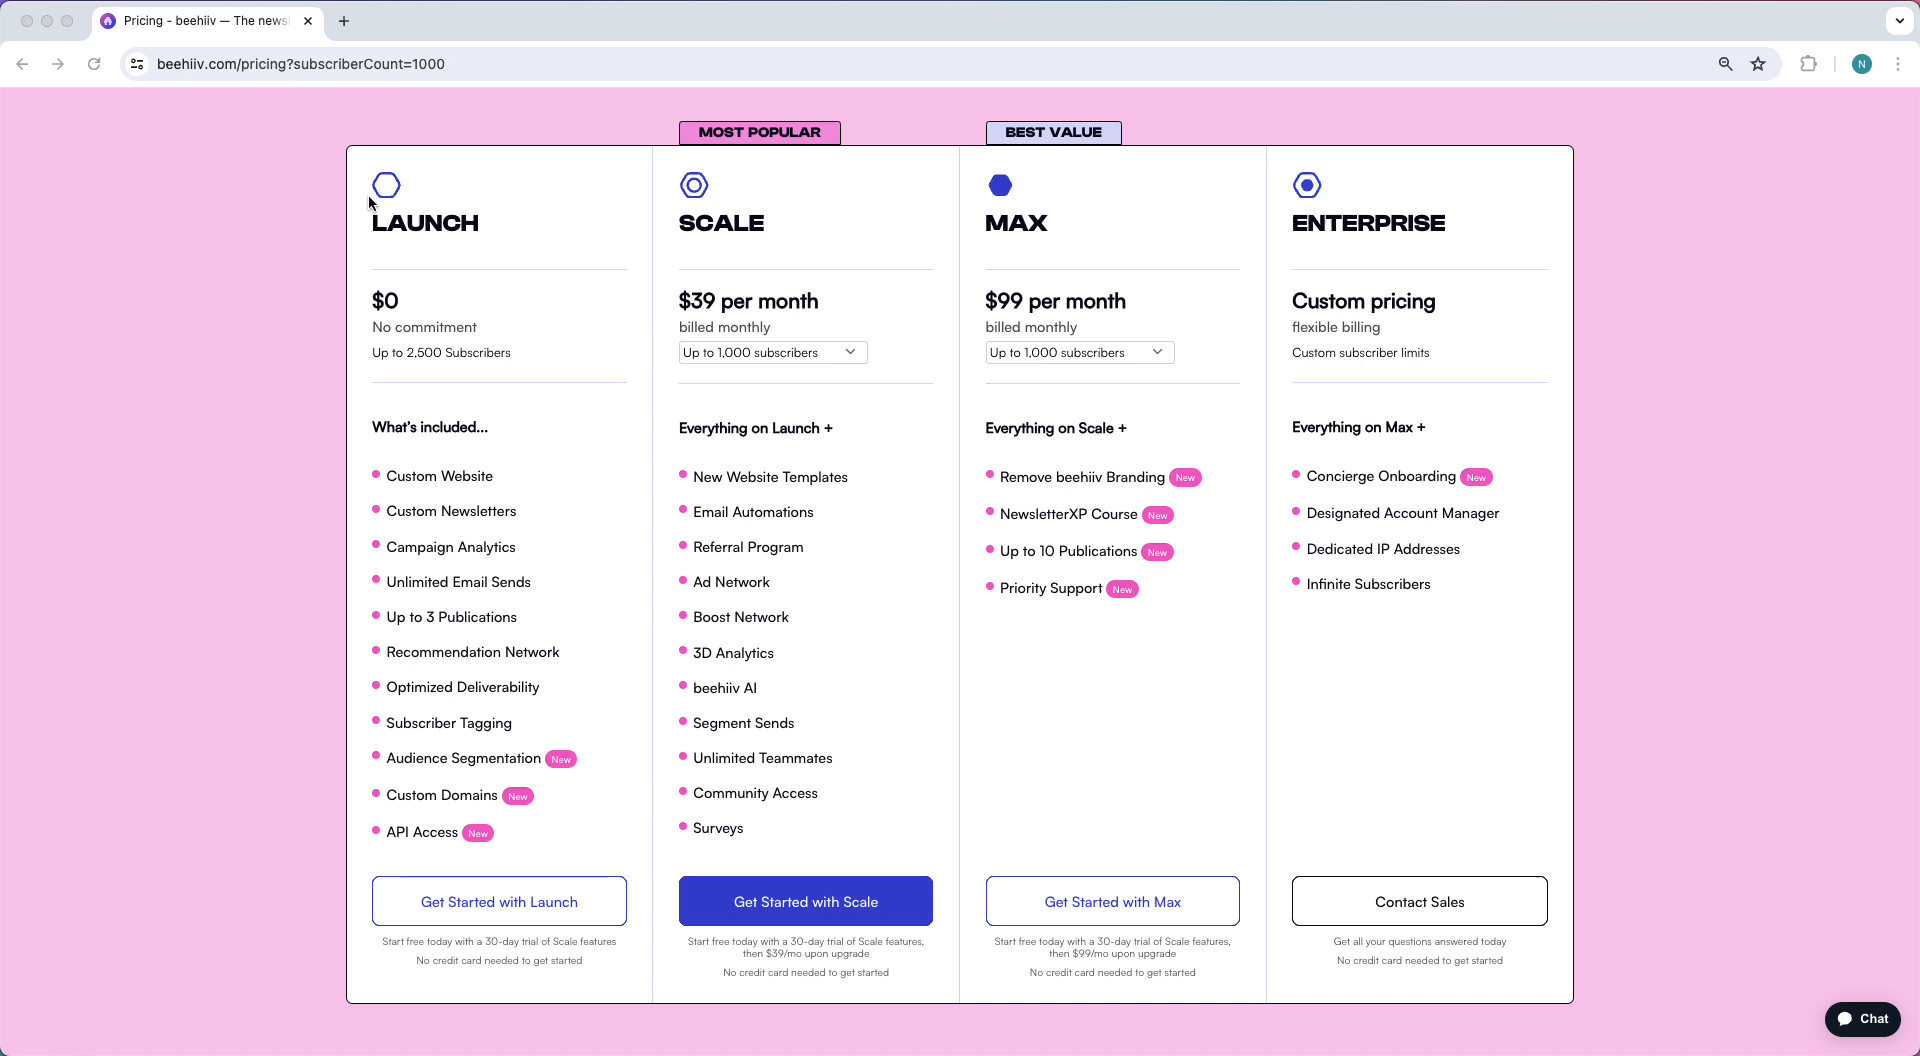 Pricing - beehiiv — The news
beehiiv.com/pricing?subscriberCount=1000
N
MOST POPULAR
BEST VALUE
LAUNCH
$0
No commitment
Up to 2,500 Subscribers
What's included...
Custom Website
Custom Newsletters
Campaign Analytics
Unlimited Email Sends
Up to 3 Publications
Recommendation Network
Optimized Deliverability
Subscriber Tagging
Audience Segmentation New
Custom Domains New
API Access New
Get Started with Launch
Start free today with a 30-day trial of Scale features
No credit card needed to get started
SCALE
$39 per month
billed monthly
Up to 1,000 subscribers
Everything on Launch +
New Website Templates
Email Automations
Referral Program
Ad Network
Boost Network
3D Analytics
beehiiv AI
Segment Sends
Unlimited Teammates
Community Access
Surveys
Get Started with Scale
Start free today with a 30-day trial of Scale features,
then $39/mo upon upgrade
No credit card needed to get started
MAX
$99 per month
billed monthly
Up to 1,000 subscribers
Everything on Scale +
Remove beehiiv Branding New
NewsletterXP Course New
Up to 10 Publications New
Priority Support New
Get Started with Max
Start free today with a 30-day trial of Scale features,
then $99/mo upon upgrade
No credit card needed to get started
ENTERPRISE
Custom pricing
flexible billing
Custom subscriber limits
Everything on Max +
Concierge Onboarding New
Designated Account Manager
Dedicated IP Addresses
Infinite Subscribers
Contact Sales
Get all your questions answered today
No credit card needed to get started
Chat